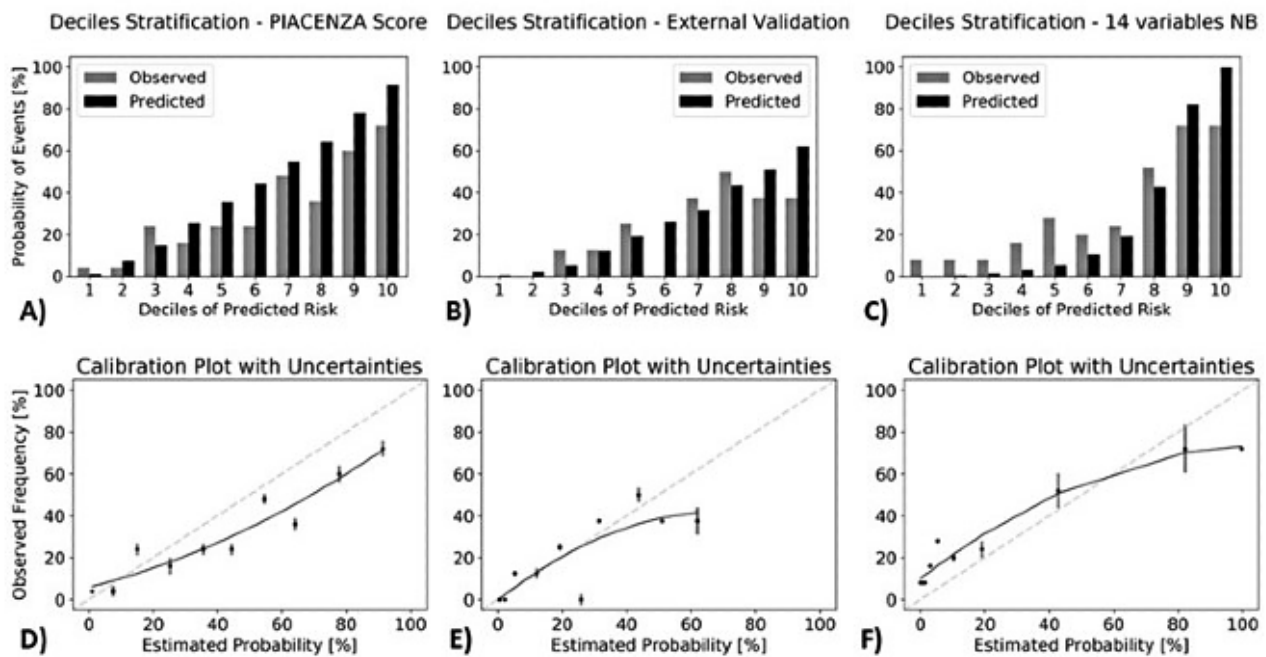 Deciles Stratification - PIACENZA Score
Deciles Stratification - External Validation
Deciles Stratification - 14 variables NB
Probability of Events [%]
100
80
60
40
20
0
Observed
Predicted
1 2 3 4 5 6 7 8 9 10
Deciles of Predicted Risk
A)
100
80
60
40
20
0
Observed
Predicted
1 2 3 4 5 6 7 8 9 10
Deciles of Predicted Risk
B)
100
80
60
40
20
0
Observed
Predicted
1 2 3 4 5 6 7 8 9 10
Deciles of Predicted Risk
C)
Calibration Plot with Uncertainties
Observed Frequency [%]
100
80
60
40
20
0
0 20 40 60 80 100
Estimated Probability [%]
D)
Calibration Plot with Uncertainties
100
80
60
40
20
0
0 20 40 60 80 100
Estimated Probability [%]
E)
Calibration Plot with Uncertainties
100
80
60
40
20
0
0 20 40 60 80 100
Estimated Probability [%]
F)